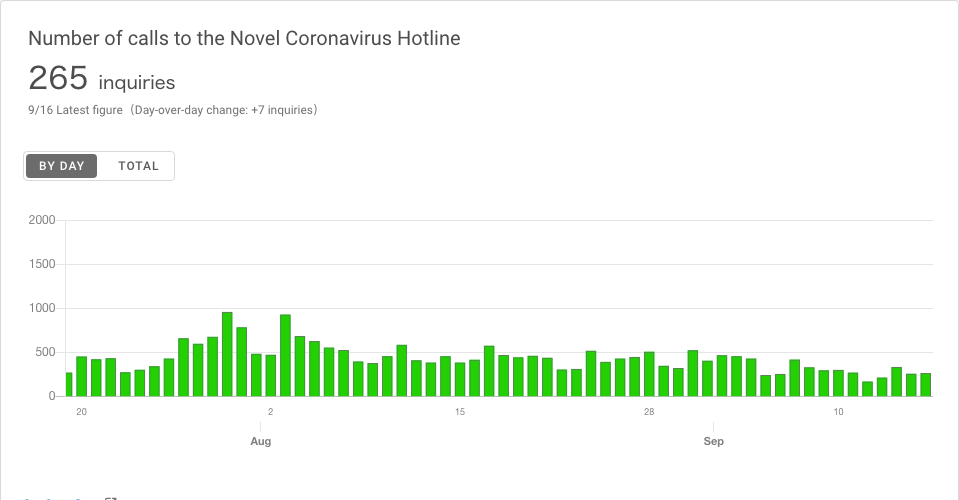 Number of calls to the Novel Coronavirus Hotline
265 inquiries
9/16 Latest figure（Day-over-day change: +7 inquiries）
BY DAY TOTAL
2000
1500
1000
500
0
20 2 15 28 10
Aug Sep